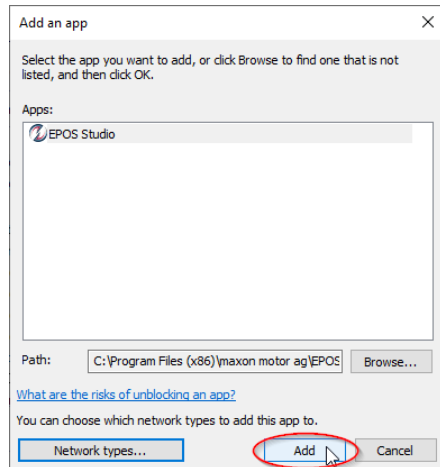 Add an app
Select the app you want to add, or click Browse to find one that is not
listed, and then click OK.
Apps:
EPOS Studio
Path: C:\Program Files (x86)\maxon motor ag\EPOS Browse...
What are the risks of unblocking an app?
You can choose which network types to add this app to.
Network types... Add Cancel